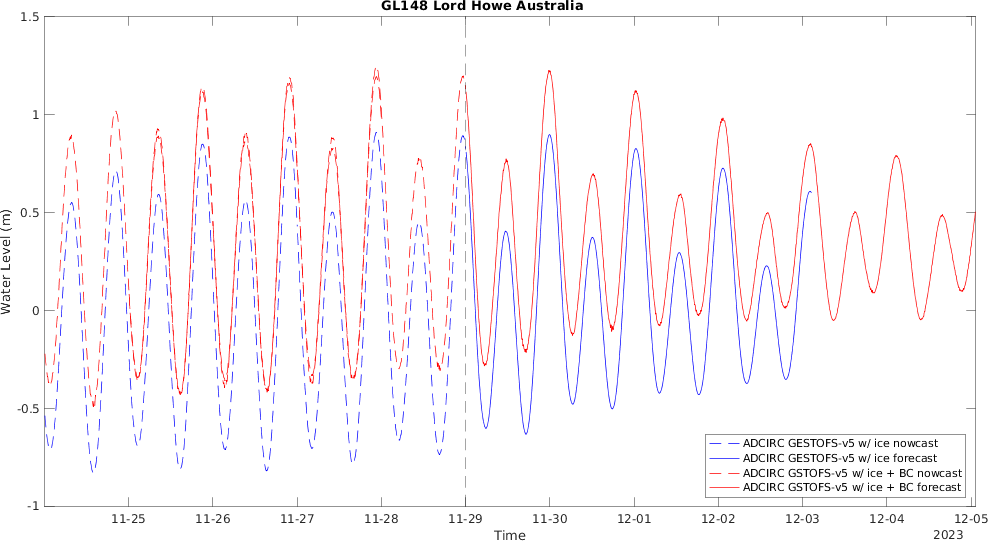 GL148 Lord Howe Australia
1.5
1
0.5
0
-0.5
-1
Water Level (m)
11-25 11-26 11-27 11-28 11-29 11-30 12-01 12-02 12-03 12-04 12-05
Time
2023
ADCIRC GESTOFS-v5 w/ ice nowcast
ADCIRC GESTOFS-v5 w/ ice forecast
ADCIRC GSTOFS-v5 w/ ice + BC nowcast
ADCIRC GSTOFS-v5 w/ ice + BC forecast